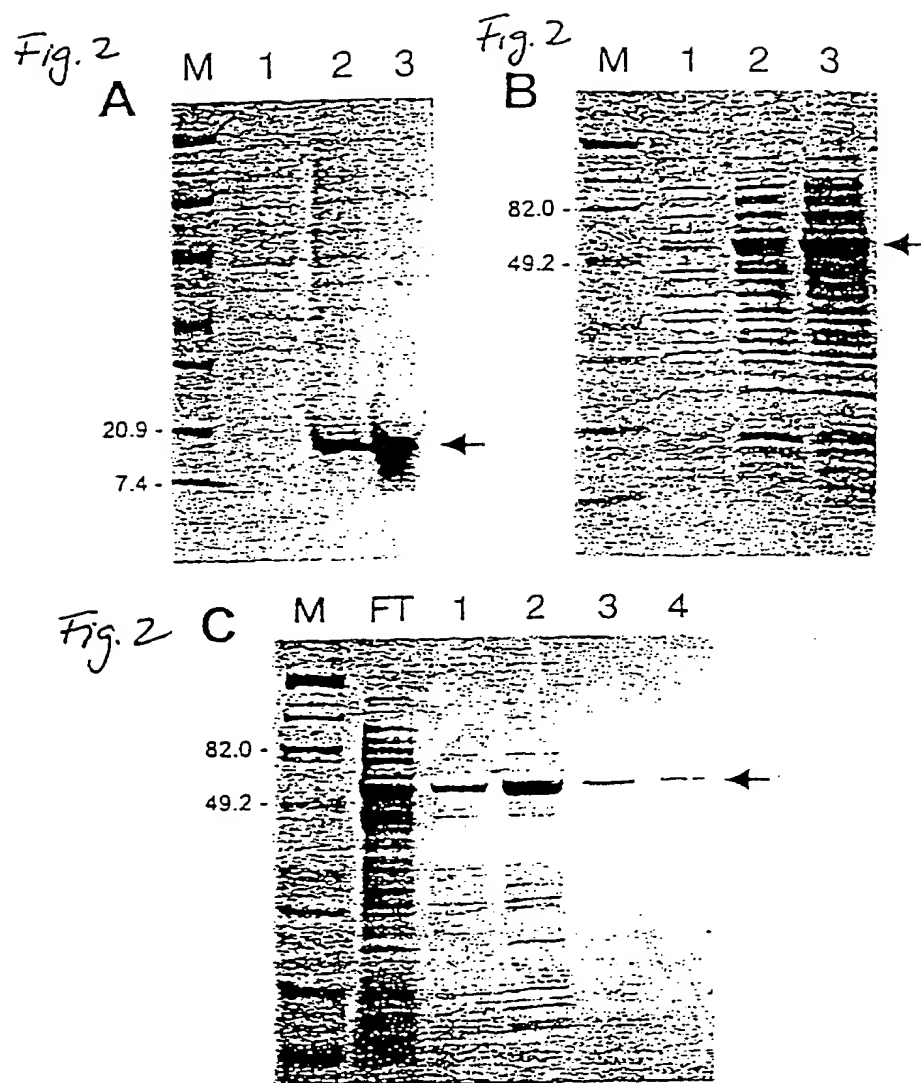 Fig. 2
A
M 1 2 3
20.9 -
7.4 -
Fig. 2
B
M 1 2 3
82.0 -
49.2 -
Fig. 2 C
M FT 1 2 3 4
82.0 -
49.2 -